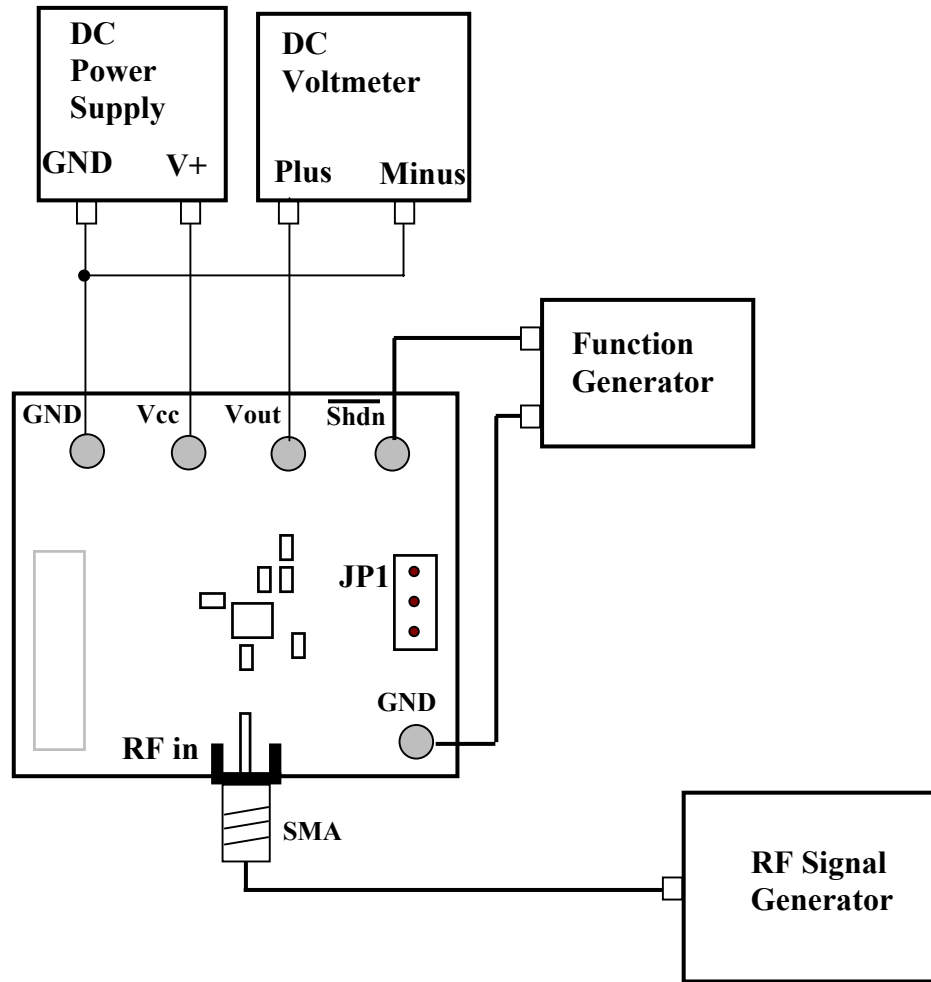 DC
Power
Supply
GND V+
DC
Voltmeter
Plus Minus
Function
Generator
GND Vcc Vout Shdn
JP1
GND
RF in
SMA
RF Signal
Generator